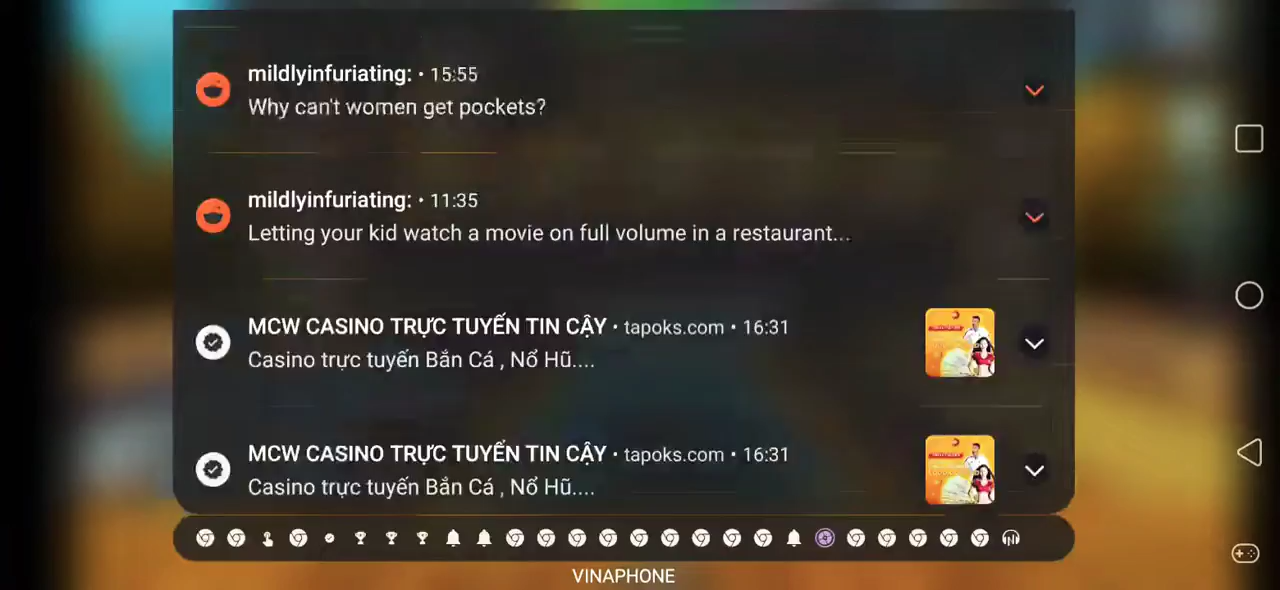 mildlyinfuriating: • 15:55
Why can't women get pockets?
mildlyinfuriating: • 11:35
Letting your kid watch a movie on full volume in a restaurant...
MCW CASINO TRỰC TUYẾN TIN CẬY • tapoks.com • 16:31
Casino trực tuyến Bắn Cá , Nổ Hũ....
MCW CASINO TRỰC TUYẾN TIN CẬY • tapoks.com • 16:31
Casino trực tuyến Bắn Cá , Nổ Hũ....
VINAPHONE